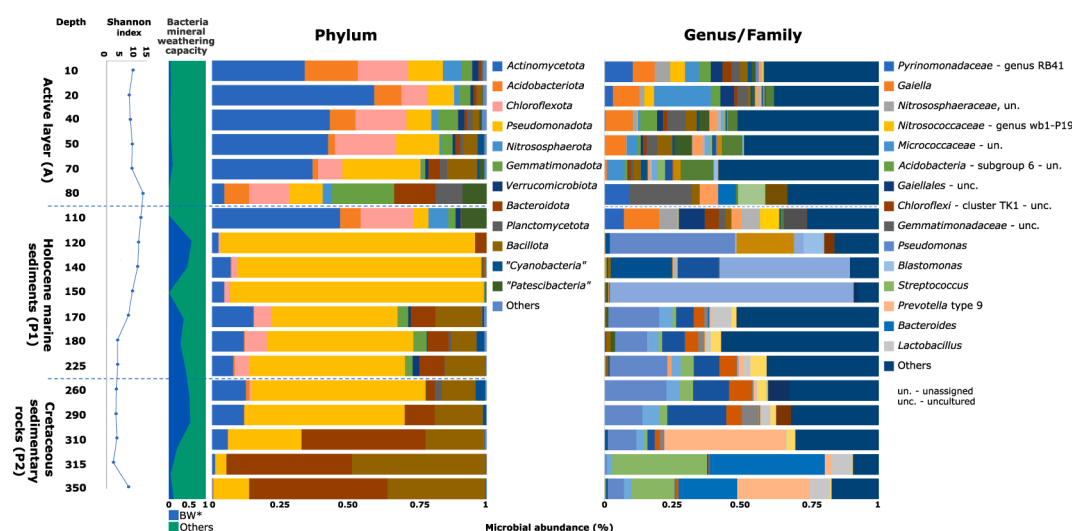 Depth
Shannon
index
0 5 10 15
Bacteria
mineral
weathering
capacity
Phylum
Genus/Family
Active layer (A)
Holocene marine
sediments (P1)
Cretaceous
sedimentary
rocks (P2)
10
20
40
50
70
80
110
120
140
150
170
180
225
260
290
310
315
350
Actinomycetota
Acidobacteriota
Chloroflexota
Pseudomonadota
Nitrososphaerota
Gemmatimonadota
Verrucomicrobiota
Bacteroidota
Planctomycetota
Bacillota
"Cyanobacteria"
"Patescibacteria"
Others
Pyrinomonadaceae - genus RB41
Gaiella
Nitrososphaeraceae, un.
Nitrosococcaceae - genus wb1-P19
Micrococcaceae - un.
Acidobacteria - subgroup 6 - un.
Gaiellales - unc.
Chloroflexi - cluster TK1 - unc.
Gemmatimonadaceae - unc.
Pseudomonas
Blastomonas
Streptococcus
Prevotella type 9
Bacteroides
Lactobacillus
Others
un. - unassigned
unc. - uncultured
0 0.5 1
0 0.25 0.50 0.75 1
0 0.25 0.50 0.75 1
BW*
Others
Microbial abundance (%)